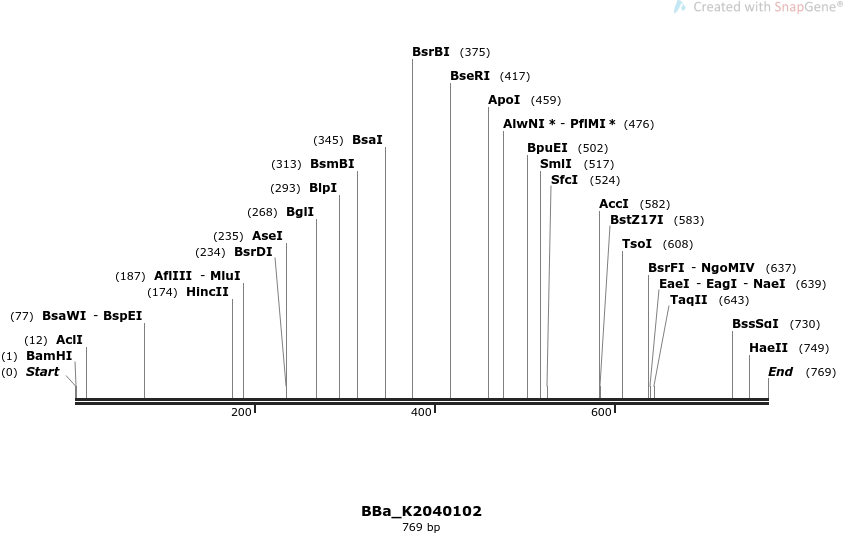 Created with SnapGene®
BsrBI (375)
BseRI (417)
ApoI (459)
AlwNI * - PflMI * (476)
(345) BsaI
BpuEI (502)
(313) BsmBI
SmlI (517)
(293) BlpI
SfcI (524)
(268) BglI
AccI (582)
BstZ17I (583)
(235) AseI
TsoI (608)
(234) BsrDI
BsrFI - NgoMIV (637)
(187) AflIII - MluI
EaeI - EagI - NaeI (639)
(174) HincII
TaqII (643)
(77) BsaWI - BspEI
BssSαI (730)
(12) AclI
HaeII (749)
(1) BamHI
(0) Start
End (769)
200 400 600
BBa_K2040102
769 bp